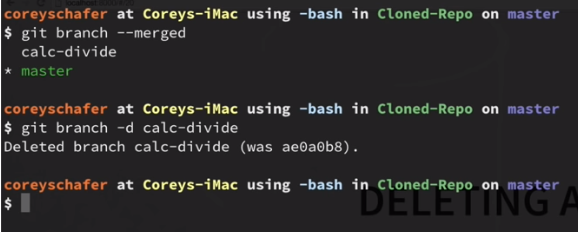 coreyschafer at Coreys-iMac using -bash in Cloned-Repo on master
$ git branch --merged
  calc-divide
* master
coreyschafer at Coreys-iMac using -bash in Cloned-Repo on master
$ git branch -d calc-divide
Deleted branch calc-divide (was ae0a0b8).
coreyschafer at Coreys-iMac using -bash in Cloned-Repo on master
$
DELETING A